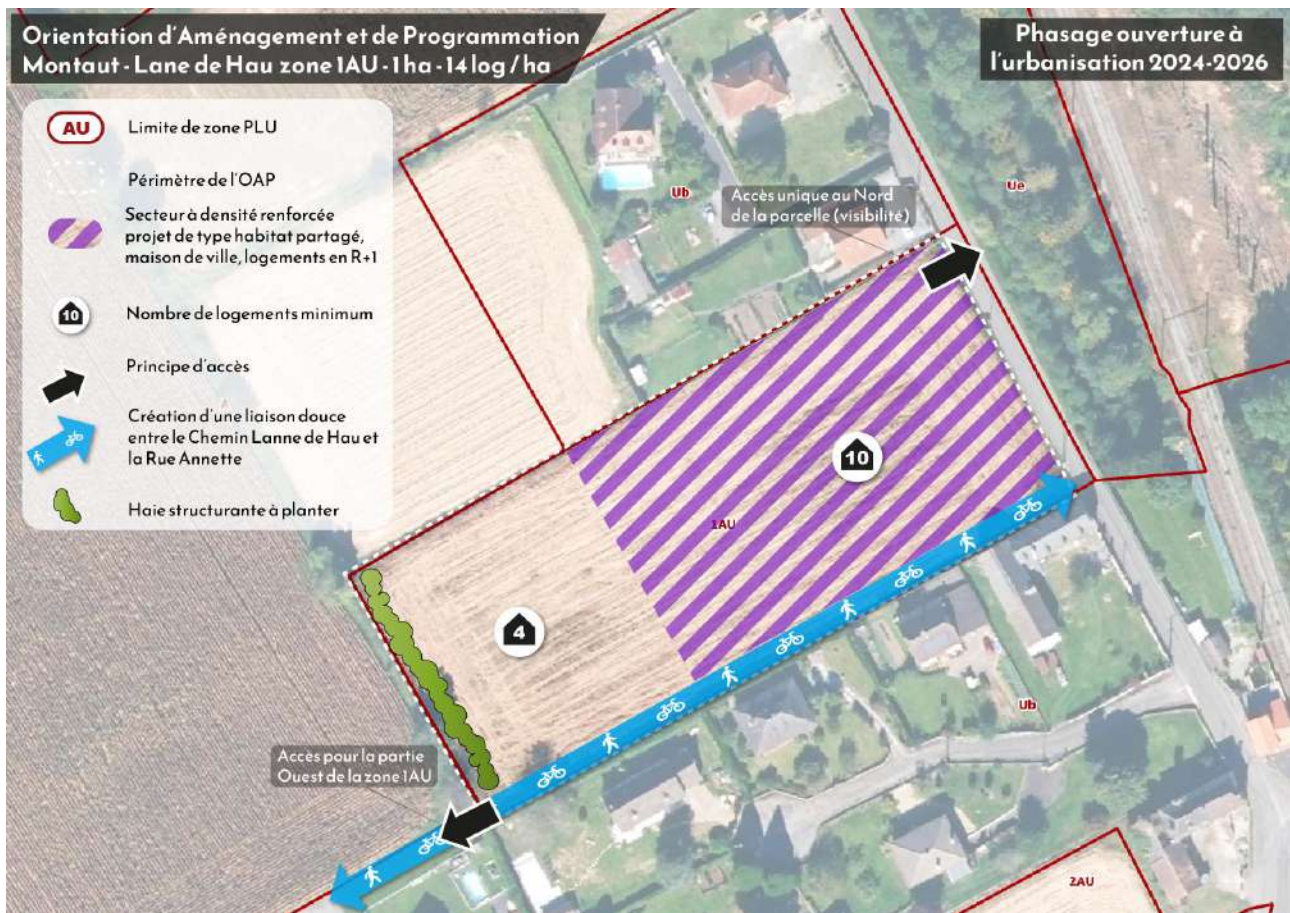 Orientation d'Aménagement et de Programmation
Montaut - Lane de Hau zone 1AU - 1 ha - 14 log / ha
Phasage ouverture à
l'urbanisation 2024-2026
AU
Limite de zone PLU
Périmètre de l'OAP
Secteur à densité renforcée
projet de type habitat partagé,
maison de ville, logements en R+1
10
Nombre de logements minimum
Principe d'accès
Création d'une liaison douce
entre le Chemin Lanne de Hau et
la Rue Annette
Haie structurante à planter
Ub
Ue
Accès unique au Nord
de la parcelle (visibilité)
10
1AU
4
Ub
Accès pour la partie
Ouest de la zone 1AU
2AU